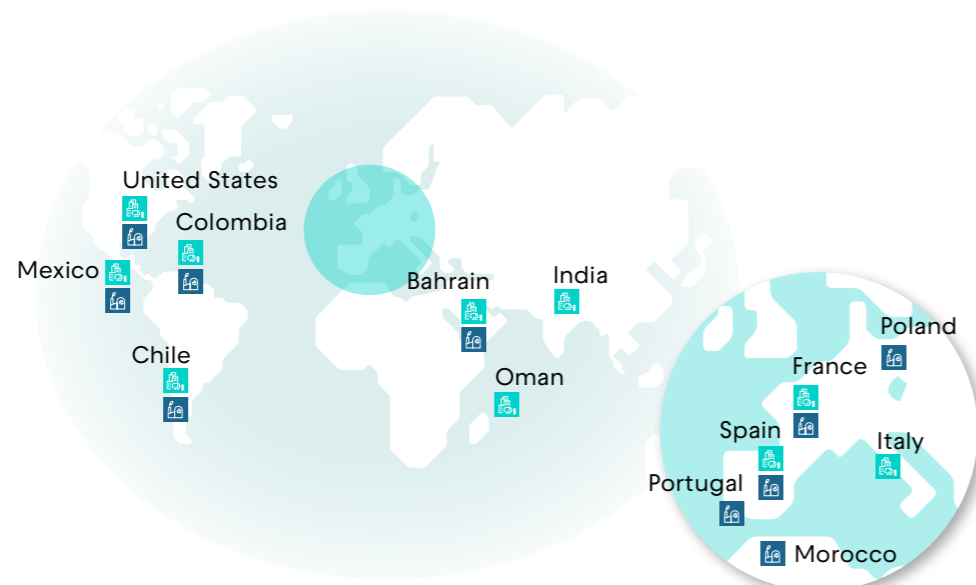 United States
Colombia
Mexico
Bahrain
India
Chile
Oman
Poland
France
Spain
Italy
Portugal
Morocco